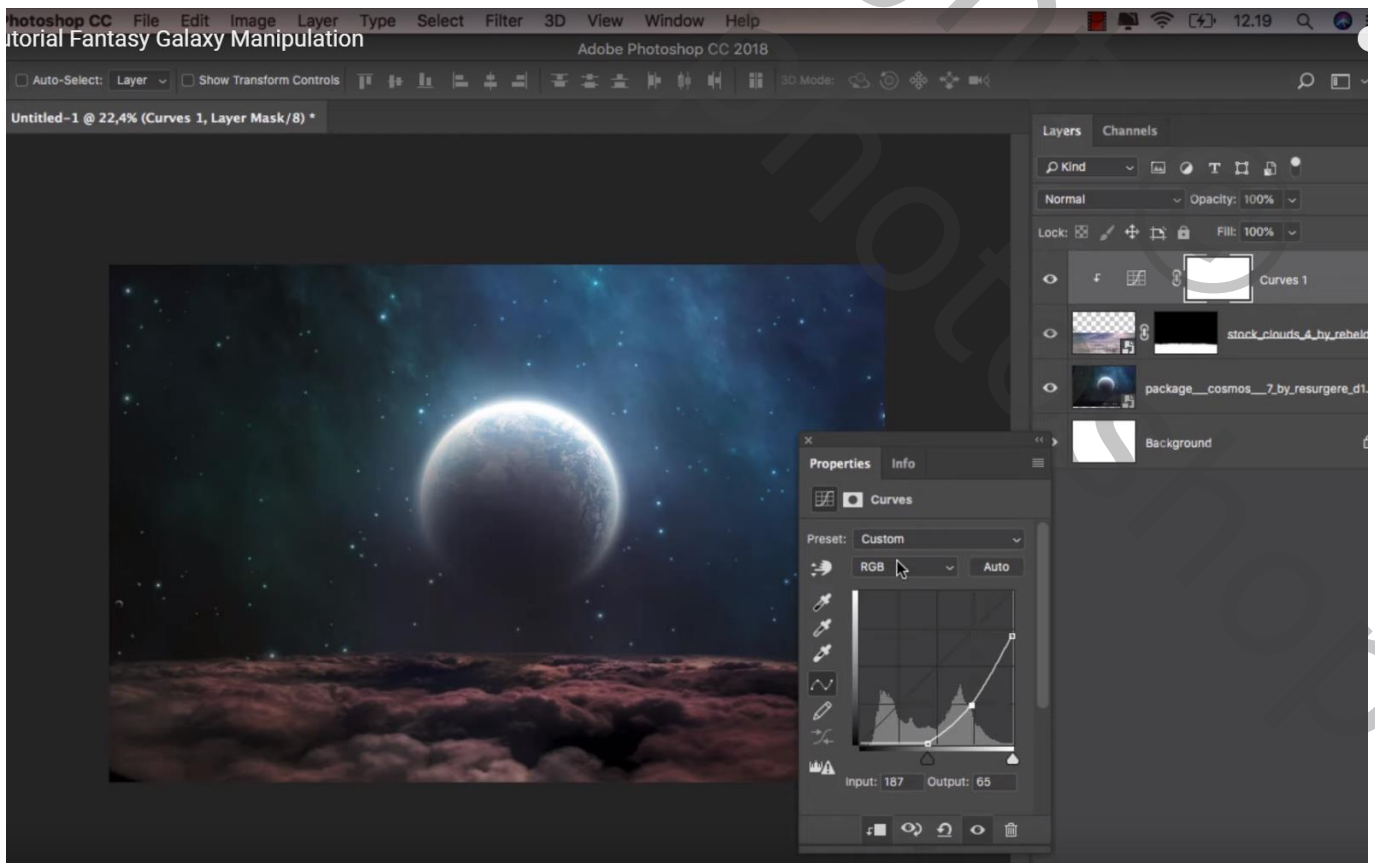 Photoshop CC File Edit Image Layer Type Select Filter 3D View Window Help 12.19
utorial Fantasy Galaxy Manipulation
Adobe Photoshop CC 2018
Auto-Select: Layer Show Transform Controls 3D Mode:
Untitled-1 @ 22,4% (Curves 1, Layer Mask/8) *
Layers Channels
Kind
Normal Opacity: 100%
Lock: Fill: 100%
Curves 1
stock_clouds_4_by_rebeld
package__cosmos__7_by_resurgere_d1.
Background
Properties Info
Curves
Preset: Custom
RGB Auto
Input: 187 Output: 65